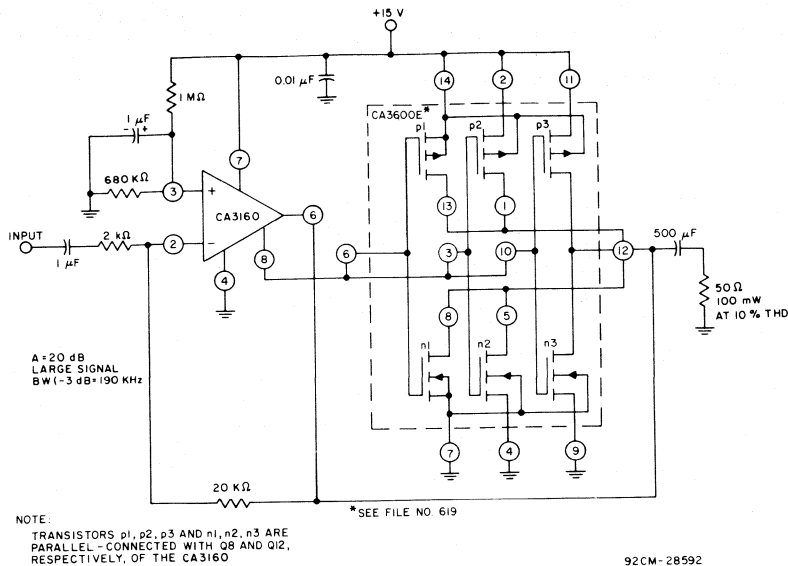 +15 V
0.01 µF
1 MΩ
1 µF
- +
680 KΩ
3
+
7
CA3160
6
INPUT
1 µF
2 kΩ
2
-
4
8
14
2
11
CA3600E*
p1
p2
p3
13
1
6
3
10
12
500 µF
50 Ω
100 mW
AT 10 % THD
8
5
n1
n2
n3
7
4
9
A = 20 dB
LARGE SIGNAL
BW (-3 dB = 190 KHz
20 KΩ
*SEE FILE NO. 619
NOTE:
TRANSISTORS p1, p2, p3 AND n1, n2, n3 ARE
PARALLEL - CONNECTED WITH Q8 AND Q12,
RESPECTIVELY, OF THE CA3160
92CM-28592